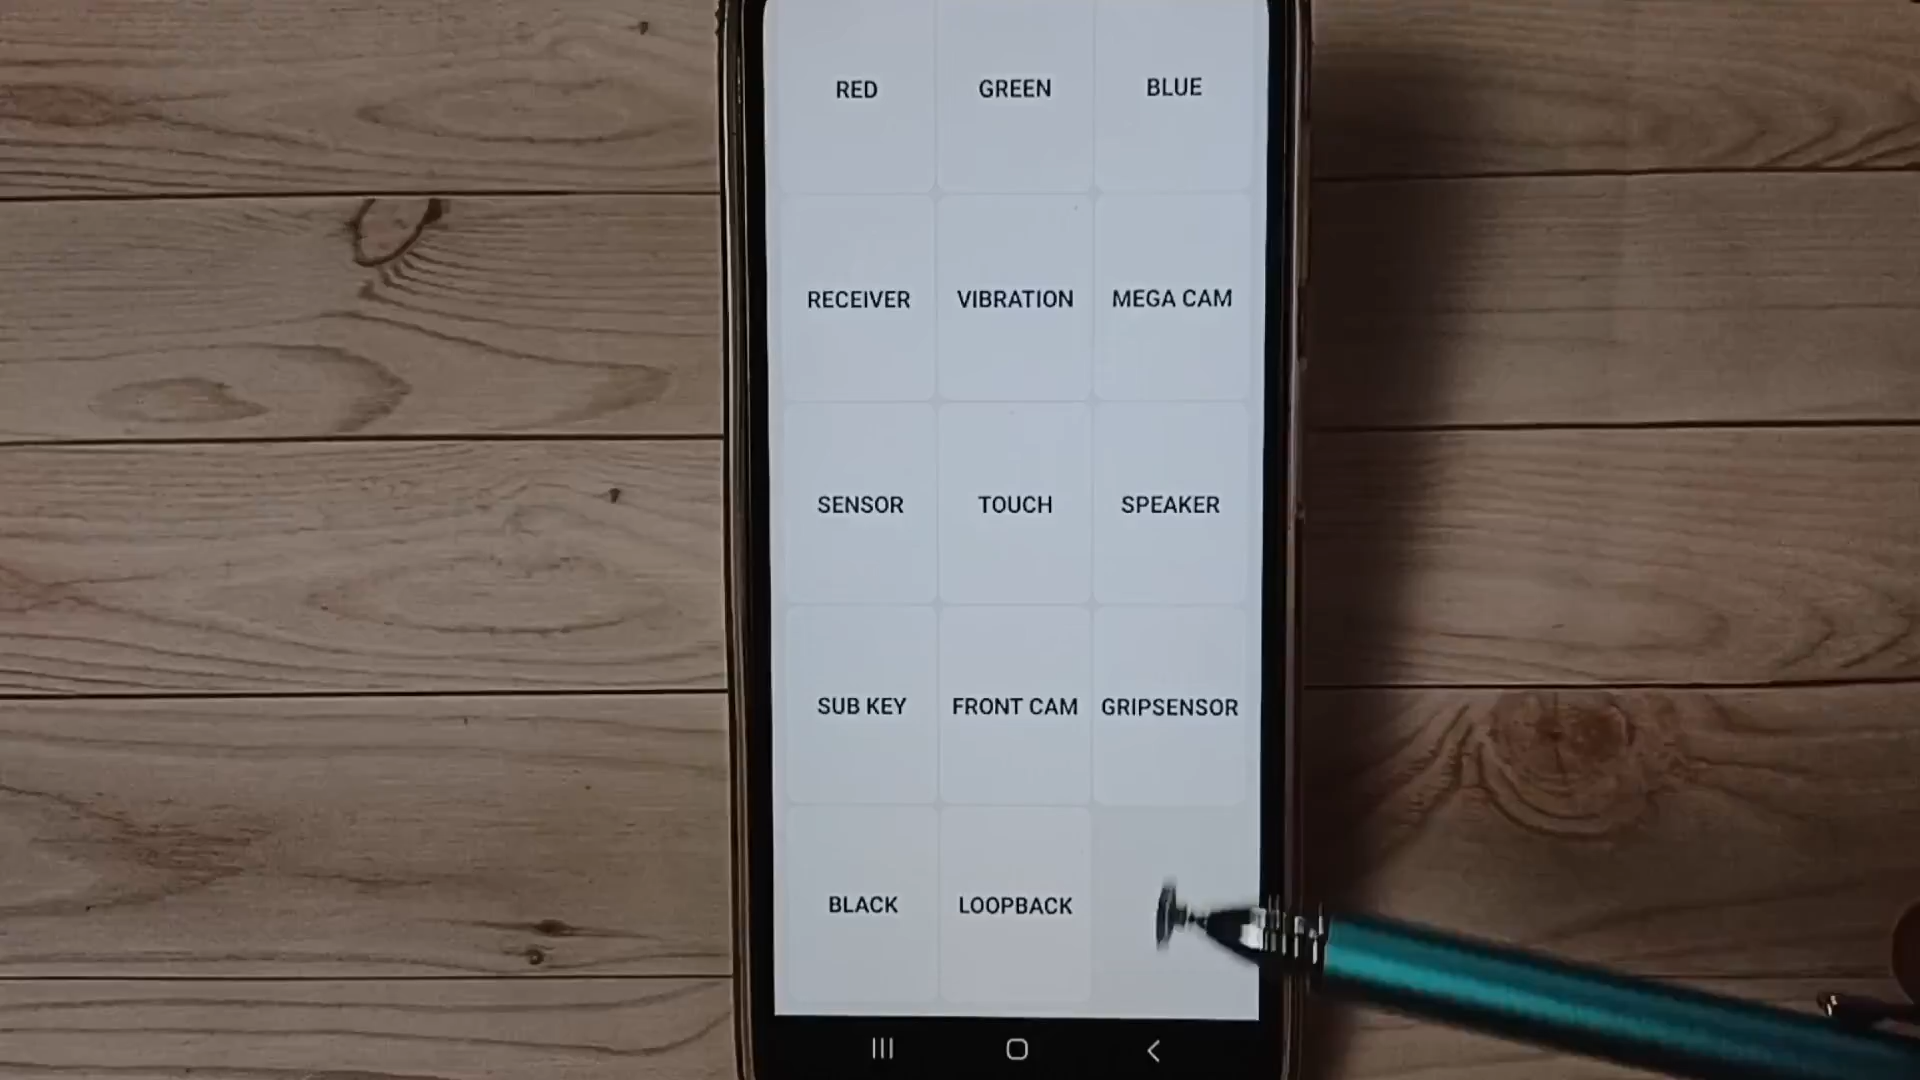 RED GREEN BLUE
RECEIVER VIBRATION MEGA CAM
SENSOR TOUCH SPEAKER
SUB KEY FRONT CAM GRIPSENSOR
BLACK LOOPBACK